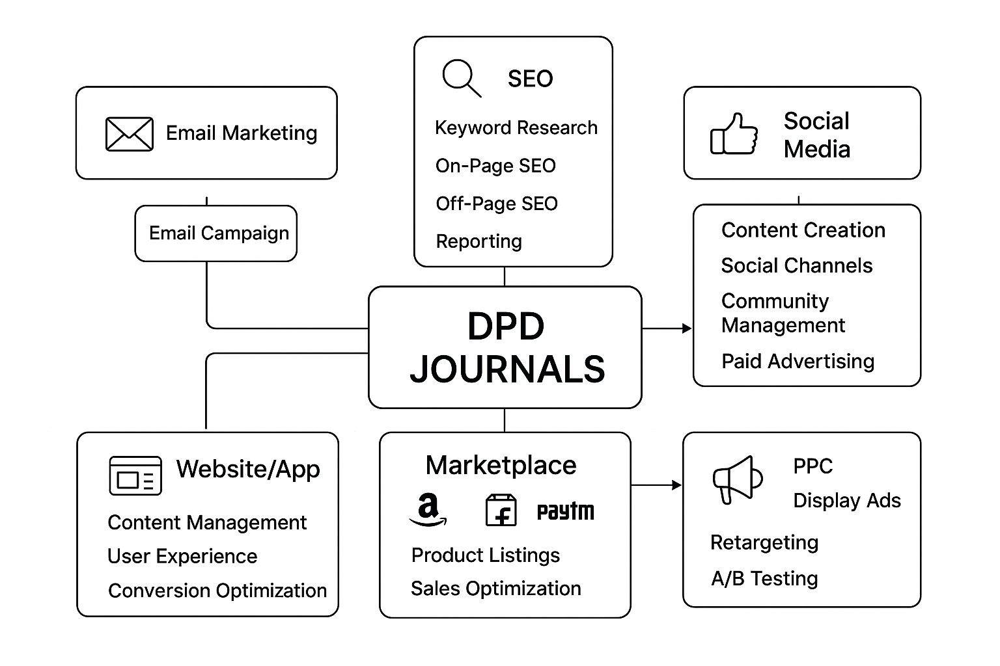 Email Marketing
Email Campaign
SEO
Keyword Research
On-Page SEO
Off-Page SEO
Reporting
Social
Media
Content Creation
Social Channels
Community
Management
Paid Advertising
DPD
JOURNALS
Website/App
Content Management
User Experience
Conversion Optimization
Marketplace
a
f
paytm
Product Listings
Sales Optimization
PPC
Display Ads
Retargeting
A/B Testing